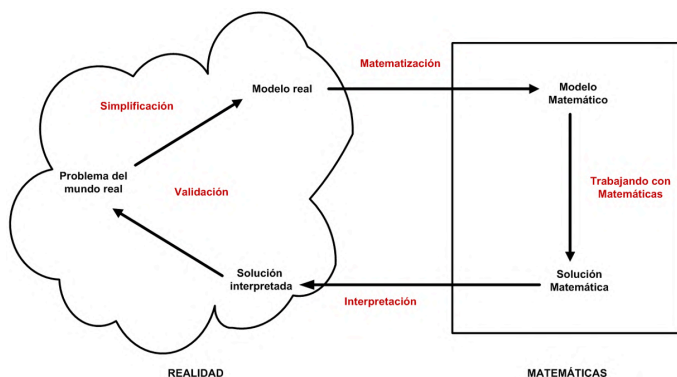 Matematización
Modelo real
Modelo
Matemático
Simplificación
Problema del
mundo real
Validación
Trabajando con
Matemáticas
Solución
interpretada
Solución
Matemática
Interpretación
REALIDAD
MATEMÁTICAS